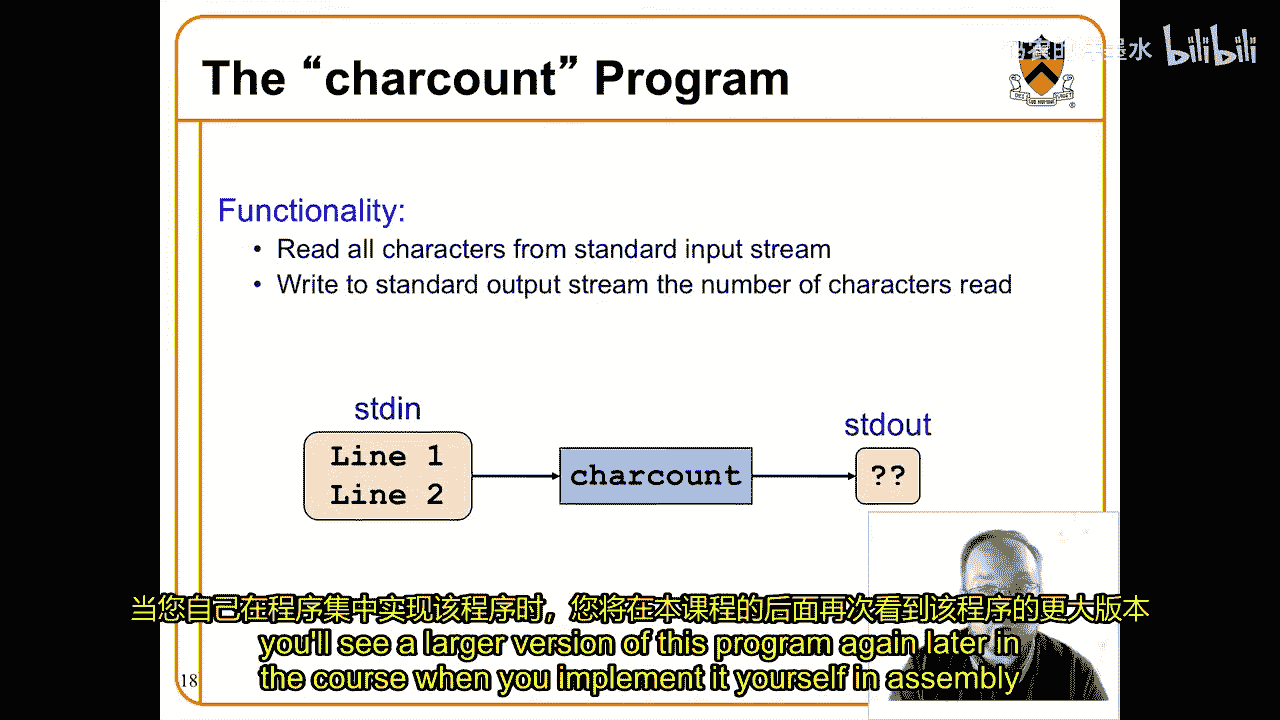 The “charcount” Program
bilibili
Functionality:
• Read all characters from standard input stream
• Write to standard output stream the number of characters read
stdin
stdout
Line 1
Line 2
charcount
??
当您自己在程序集中实现该程序时，您将在本课程的后面再次看到该程序的更大版本
you'll see a larger version of this program again later in
the course when you implement it yourself in assembly
18